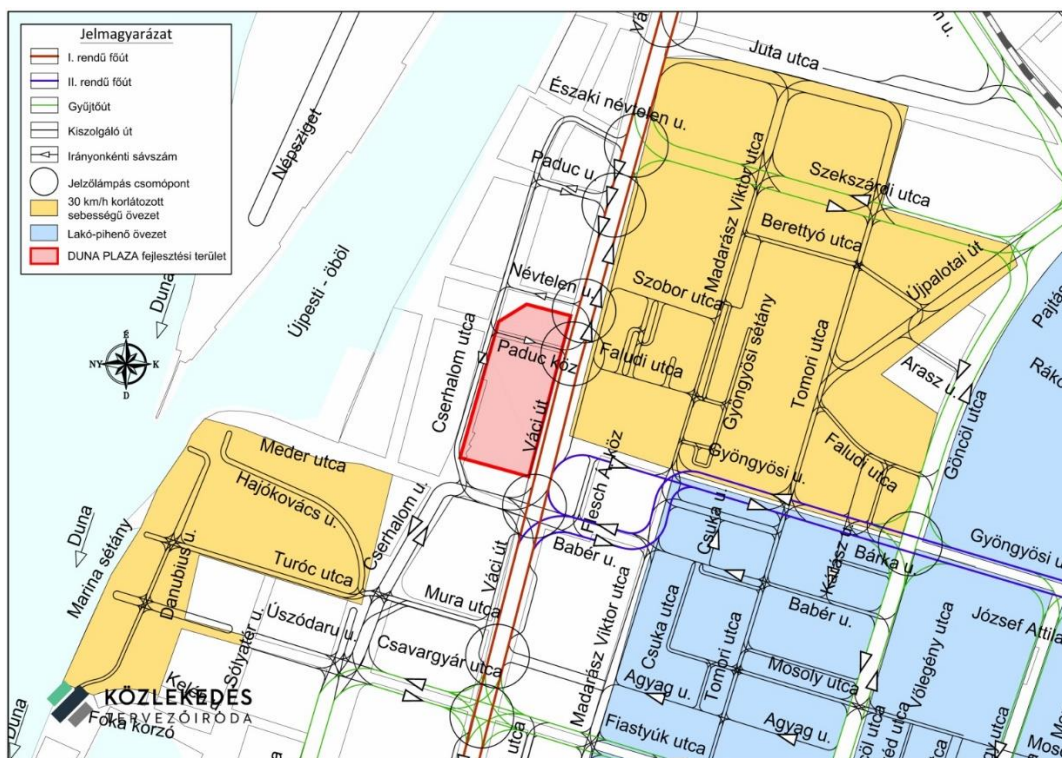 Jelmagyarázat
I. rendű főút
II. rendű főút
Gyűjtőút
Kiszolgáló út
Irányonkénti sávszám
Jelzőlámpás csomópont
30 km/h korlátozott
sebességű övezet
Lakó-pihenő övezet
DUNA PLAZA fejlesztési terület
Népsziget
Juta utca
Északi névtelen u.
Paduc u.
Madarász Viktor utca
Szekszárdi utca
Berettyó utca
Duna
Újpesti - öböl
Névtelen u.
Szobor utca
Újpalotai út
É
NY
K
D
Cserhalom utca
Paduc köz
Faludi utca
Gyöngyösi sétány
Tomori utca
Arasz u.
Váci út
Göncöl utca
Meder utca
Hajókovács u.
Flesch Á. köz
Gyöngyösi u.
Faludi utca
Duna
Marina sétány
Danubius u.
Turóc utca
Cserhalom u.
Váci út
Babér u.
Csuka u.
Kalász u.
Bárka u.
Gyöngyösi u
Mura utca
Úszódaru u.
Sólyatér u.
Csavargyár utca
Madarász Viktor utca
Csuka utca
Tomori utca
Babér u.
József Attila
Mosoly utca
Vőlegény utca
Agyag u.
Agyag u.
Fiastyúk utca
Duna
KÖZLEKEDÉS
TERVEZŐIRODA
Fóka korzó
utca
utca